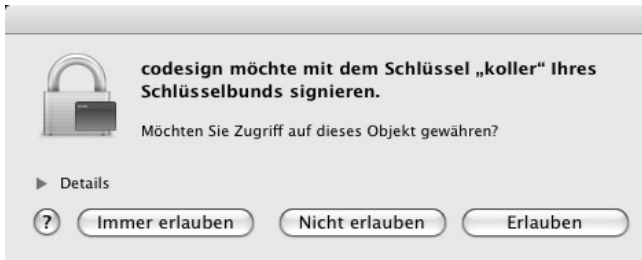 codesign möchte mit dem Schlüssel „koller“ Ihres
Schlüsselbunds signieren.
Möchten Sie Zugriff auf dieses Objekt gewähren?
Details
? Immer erlauben Nicht erlauben Erlauben